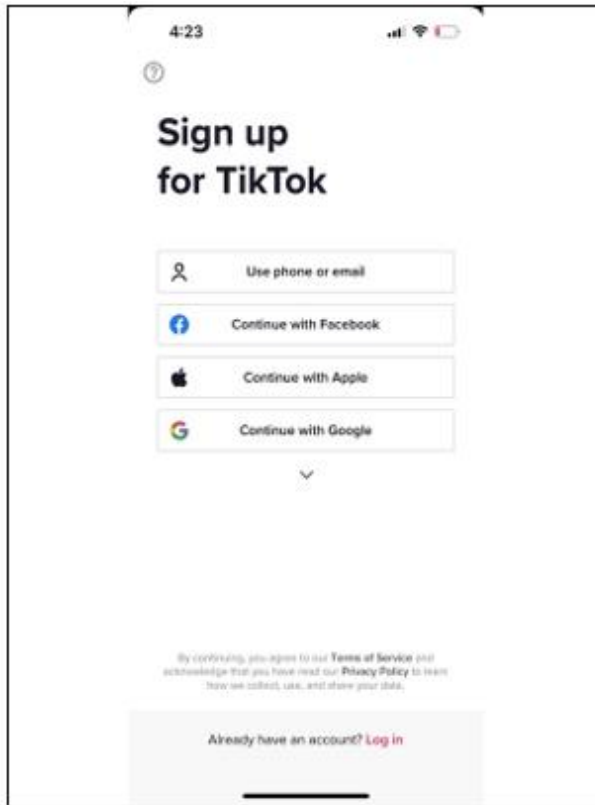 4:23
Sign up
for TikTok
Use phone or email
Continue with Facebook
Continue with Apple
Continue with Google
By continuing, you agree to our Terms of Service and
acknowledge that you have read our Privacy Policy to learn
how we collect, use, and share your data.
Already have an account? Log in